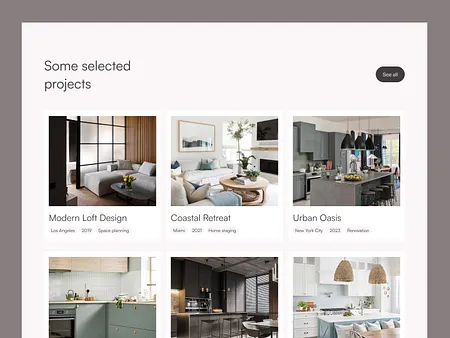 Some selected
projects
See all
Modern Loft Design
Los Angeles 2019 Space planning
Coastal Retreat
Miami 2021 Home staging
Urban Oasis
New York City 2023 Renovation